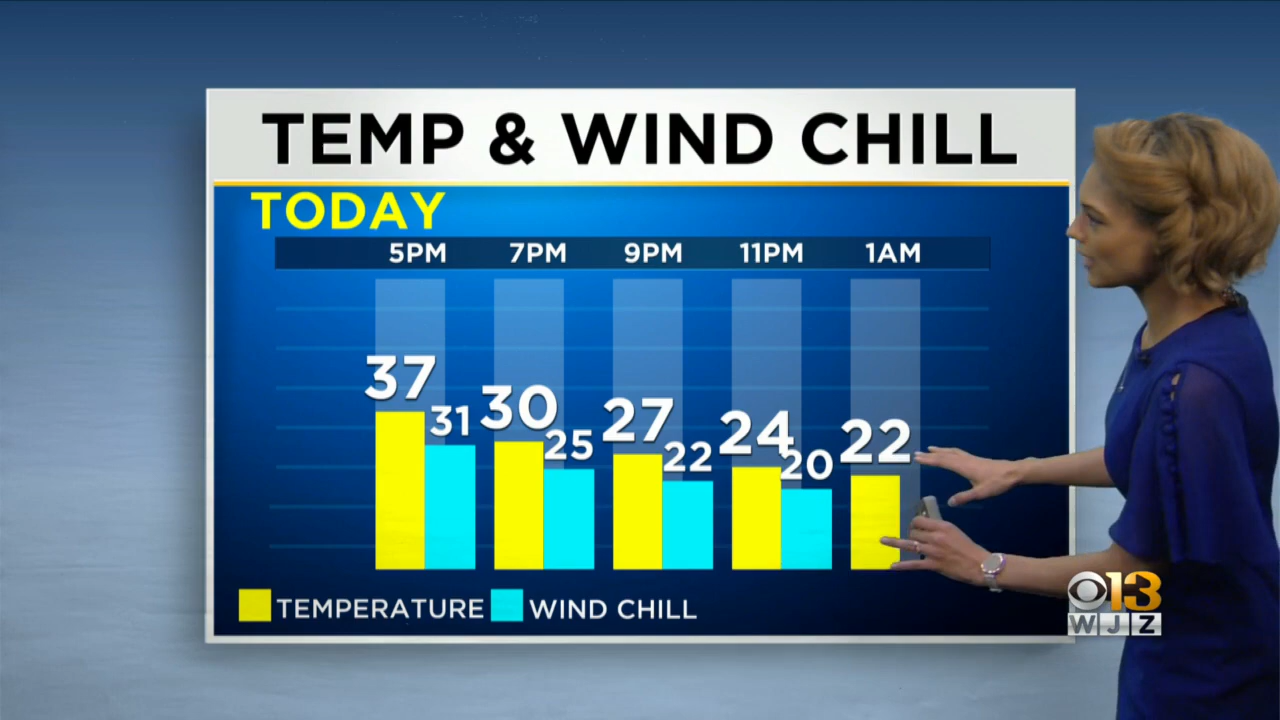 TEMP & WIND CHILL
TODAY
5PM 7PM 9PM 11PM 1AM
37 31 30 25 27 22 24 20 22
TEMPERATURE WIND CHILL
13
WJZ